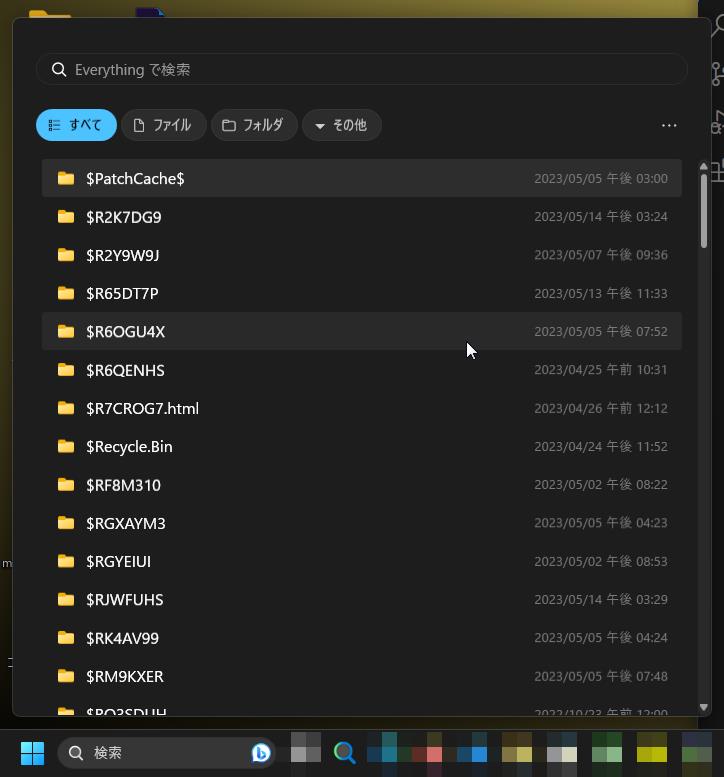 Everything で検索
すべて ファイル フォルダ その他 ...
$PatchCache$ 2023/05/05 午後 03:00
$R2K7DG9 2023/05/14 午後 03:24
$R2Y9W9J 2023/05/07 午後 09:36
$R65DT7P 2023/05/13 午後 11:33
$R6OGU4X 2023/05/05 午後 07:52
$R6QENHS 2023/04/25 午前 10:31
$R7CROG7.html 2023/04/26 午前 12:12
$Recycle.Bin 2023/04/24 午後 11:52
$RF8M310 2023/05/02 午後 08:22
$RGXAYM3 2023/05/05 午後 04:23
$RGYEIUI 2023/05/02 午後 08:53
$RJWFUHS 2023/05/14 午後 03:29
$RK4AV99 2023/05/05 午後 04:24
$RM9KXER 2023/05/05 午後 07:48
検索